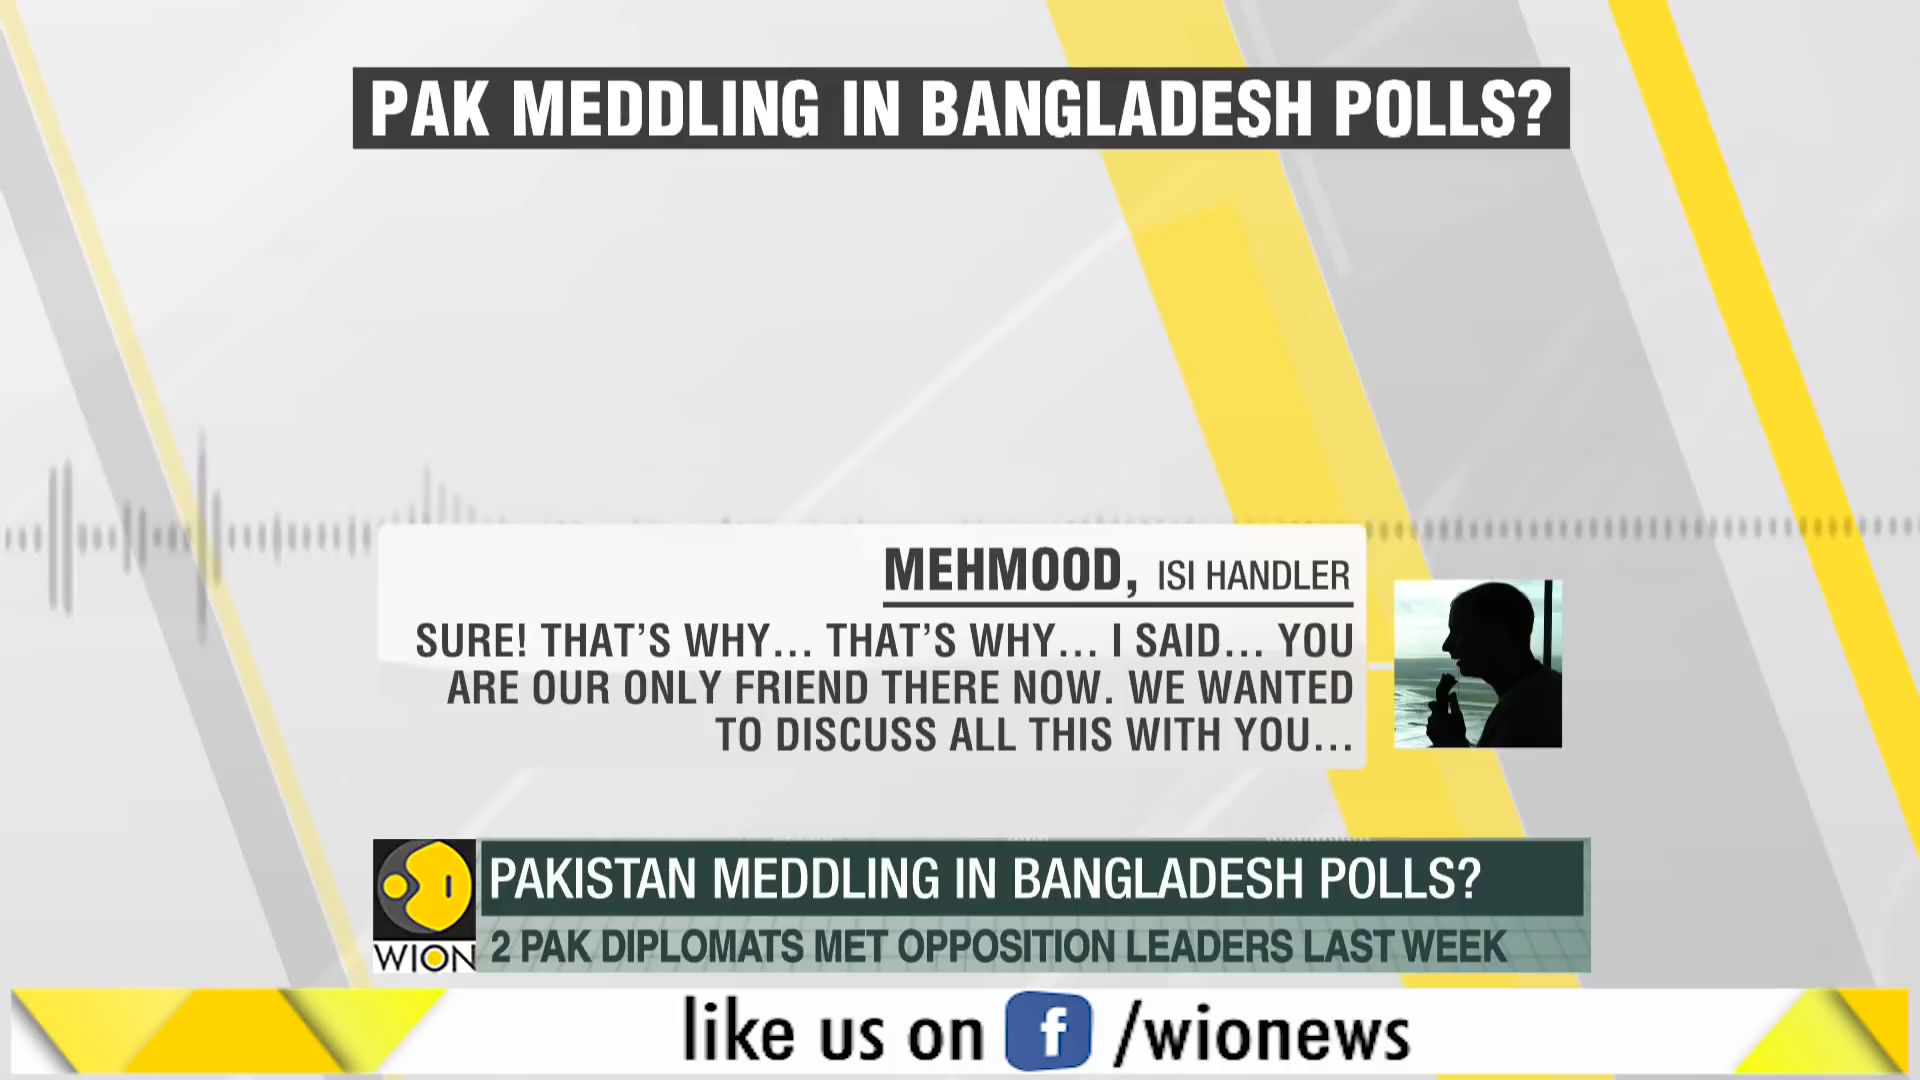 PAK MEDDLING IN BANGLADESH POLLS?
MEHMOOD, ISI HANDLER
SURE! THAT'S WHY... THAT'S WHY... I SAID... YOU
ARE OUR ONLY FRIEND THERE NOW. WE WANTED
TO DISCUSS ALL THIS WITH YOU...
PAKISTAN MEDDLING IN BANGLADESH POLLS?
WION
2 PAK DIPLOMATS MET OPPOSITION LEADERS LAST WEEK
like us on f /wionews